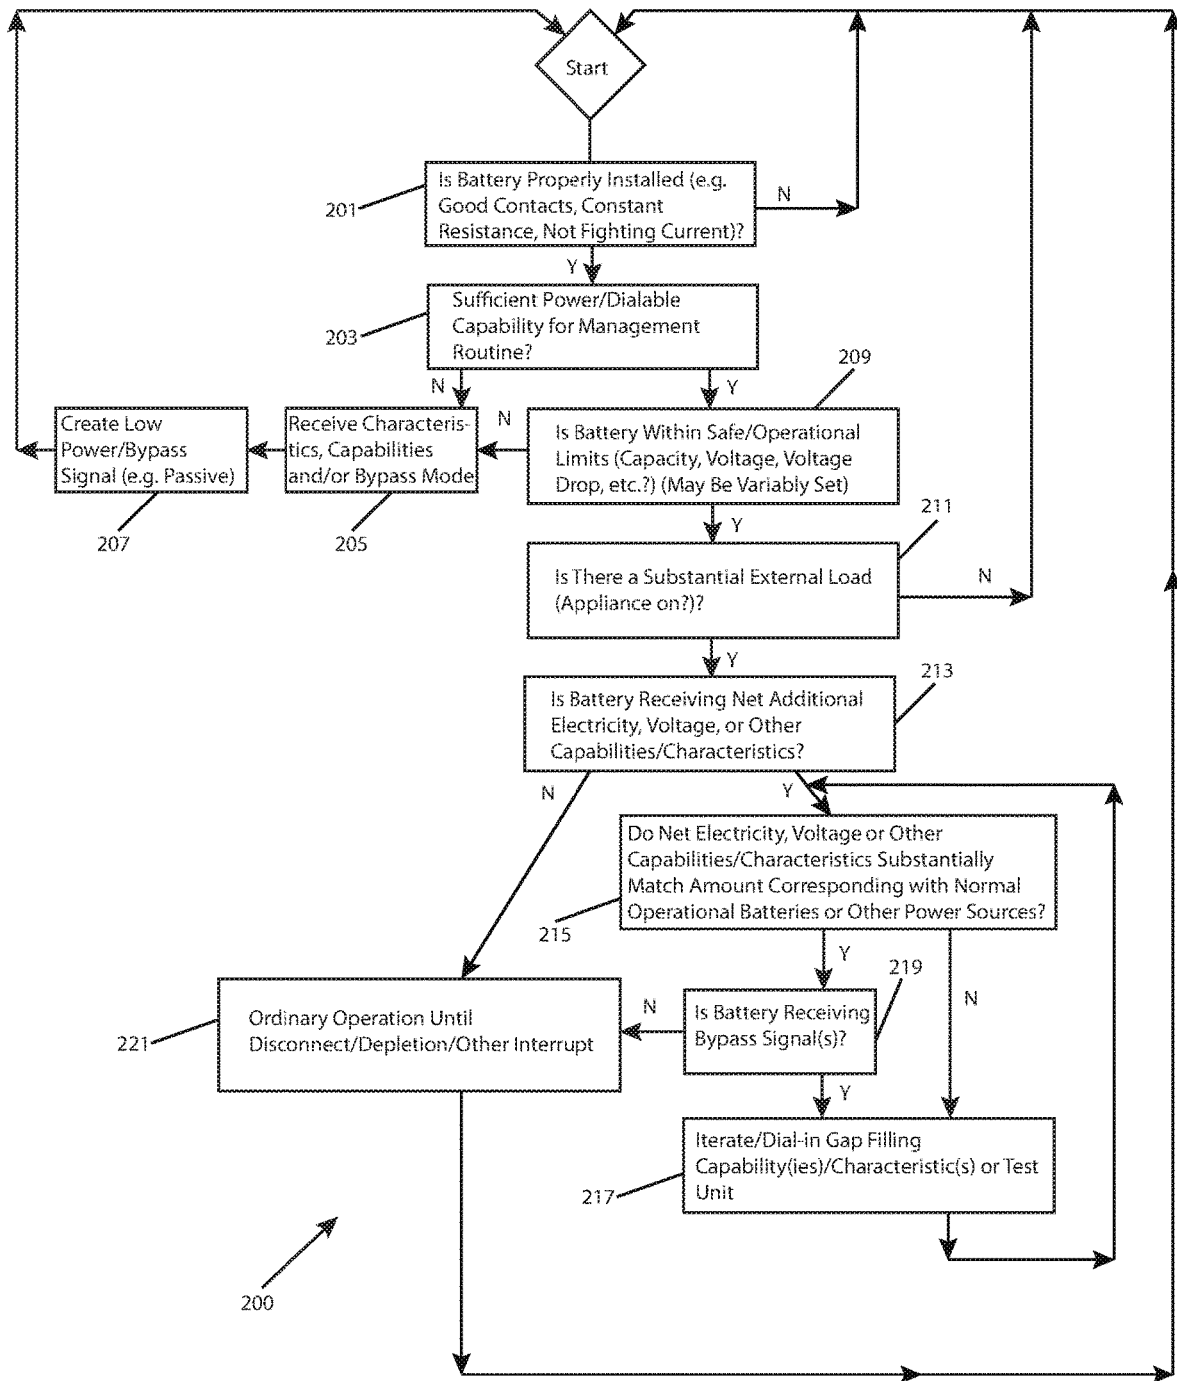 Start
Is Battery Properly Installed (e.g.
Good Contacts, Constant
Resistance, Not Fighting Current)?
201
N
Y
Sufficient Power/Dialable
Capability for Management
Routine?
203
N
Y
209
Create Low
Power/Bypass
Signal (e.g. Passive)
207
Receive Characteris-
tics, Capabilities
and/or Bypass Mode
205
N
Is Battery Within Safe/Operational
Limits (Capacity, Voltage, Voltage
Drop, etc.?) (May Be Variably Set)
Y
211
Is There a Substantial External Load
(Appliance on?)?
N
Y
213
Is Battery Receiving Net Additional
Electricity, Voltage, or Other
Capabilities/Characteristics?
N
Y
Do Net Electricity, Voltage or Other
Capabilities/Characteristics Substantially
Match Amount Corresponding with Normal
Operational Batteries or Other Power Sources?
215
Y
N
219
Is Battery Receiving
Bypass Signal(s)?
N
Y
Ordinary Operation Until
Disconnect/Depletion/Other Interrupt
221
Iterate/Dial-in Gap Filling
Capability(ies)/Characteristic(s) or Test
Unit
217
200